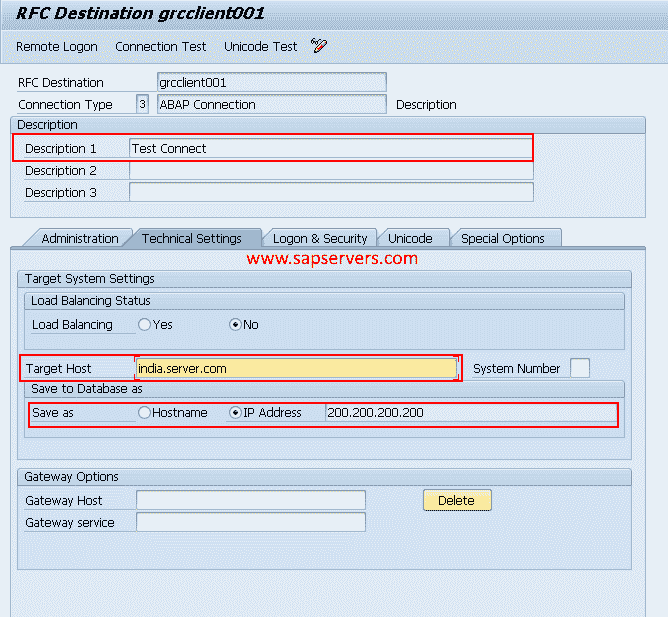 RFC Destination grcclient001
Remote Logon Connection Test Unicode Test
RFC Destination grcclient001
Connection Type 3 ABAP Connection Description
Description
Description 1 Test Connect
Description 2
Description 3
Administration Technical Settings Logon & Security Unicode Special Options
www.sapservers.com
Target System Settings
Load Balancing Status
Load Balancing Yes No
Target Host india.server.com System Number
Save to Database as
Save as Hostname IP Address 200.200.200.200
Gateway Options
Gateway Host Delete
Gateway service